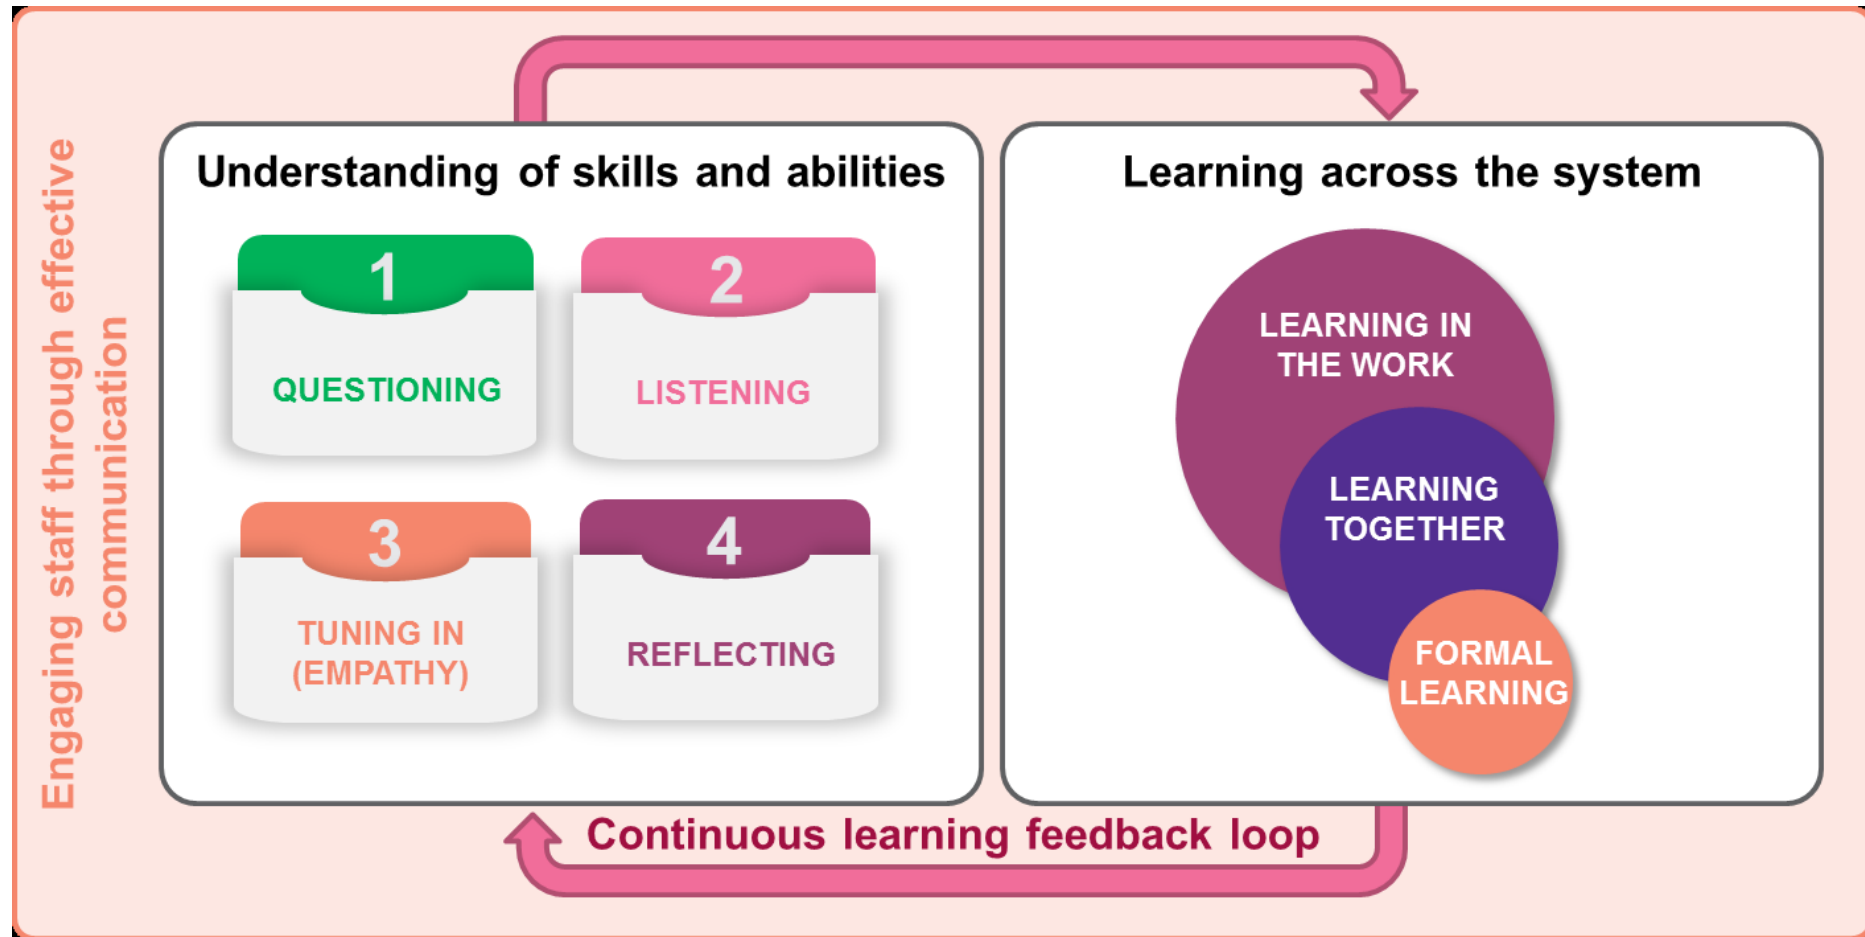 Engaging staff through effective
communication
Understanding of skills and abilities
1
QUESTIONING
2
LISTENING
3
TUNING IN
(EMPATHY)
4
REFLECTING
Learning across the system
LEARNING IN
THE WORK
LEARNING
TOGETHER
FORMAL
LEARNING
Continuous learning feedback loop